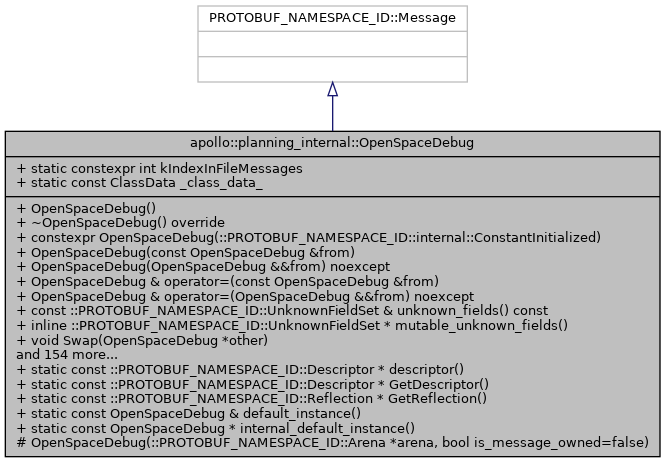 PROTOBUF_NAMESPACE_ID::Message
apollo::planning_internal::OpenSpaceDebug
+ static constexpr int kIndexInFileMessages
+ static const ClassData _class_data_
+ OpenSpaceDebug()
+ ~OpenSpaceDebug() override
+ constexpr OpenSpaceDebug(::PROTOBUF_NAMESPACE_ID::internal::ConstantInitialized)
+ OpenSpaceDebug(const OpenSpaceDebug &from)
+ OpenSpaceDebug(OpenSpaceDebug &&from) noexcept
+ OpenSpaceDebug & operator=(const OpenSpaceDebug &from)
+ OpenSpaceDebug & operator=(OpenSpaceDebug &&from) noexcept
+ const ::PROTOBUF_NAMESPACE_ID::UnknownFieldSet & unknown_fields() const
+ inline ::PROTOBUF_NAMESPACE_ID::UnknownFieldSet * mutable_unknown_fields()
+ void Swap(OpenSpaceDebug *other)
and 154 more...
+ static const ::PROTOBUF_NAMESPACE_ID::Descriptor * descriptor()
+ static const ::PROTOBUF_NAMESPACE_ID::Descriptor * GetDescriptor()
+ static const ::PROTOBUF_NAMESPACE_ID::Reflection * GetReflection()
+ static const OpenSpaceDebug & default_instance()
+ static const OpenSpaceDebug * internal_default_instance()
# OpenSpaceDebug(::PROTOBUF_NAMESPACE_ID::Arena *arena, bool is_message_owned=false)